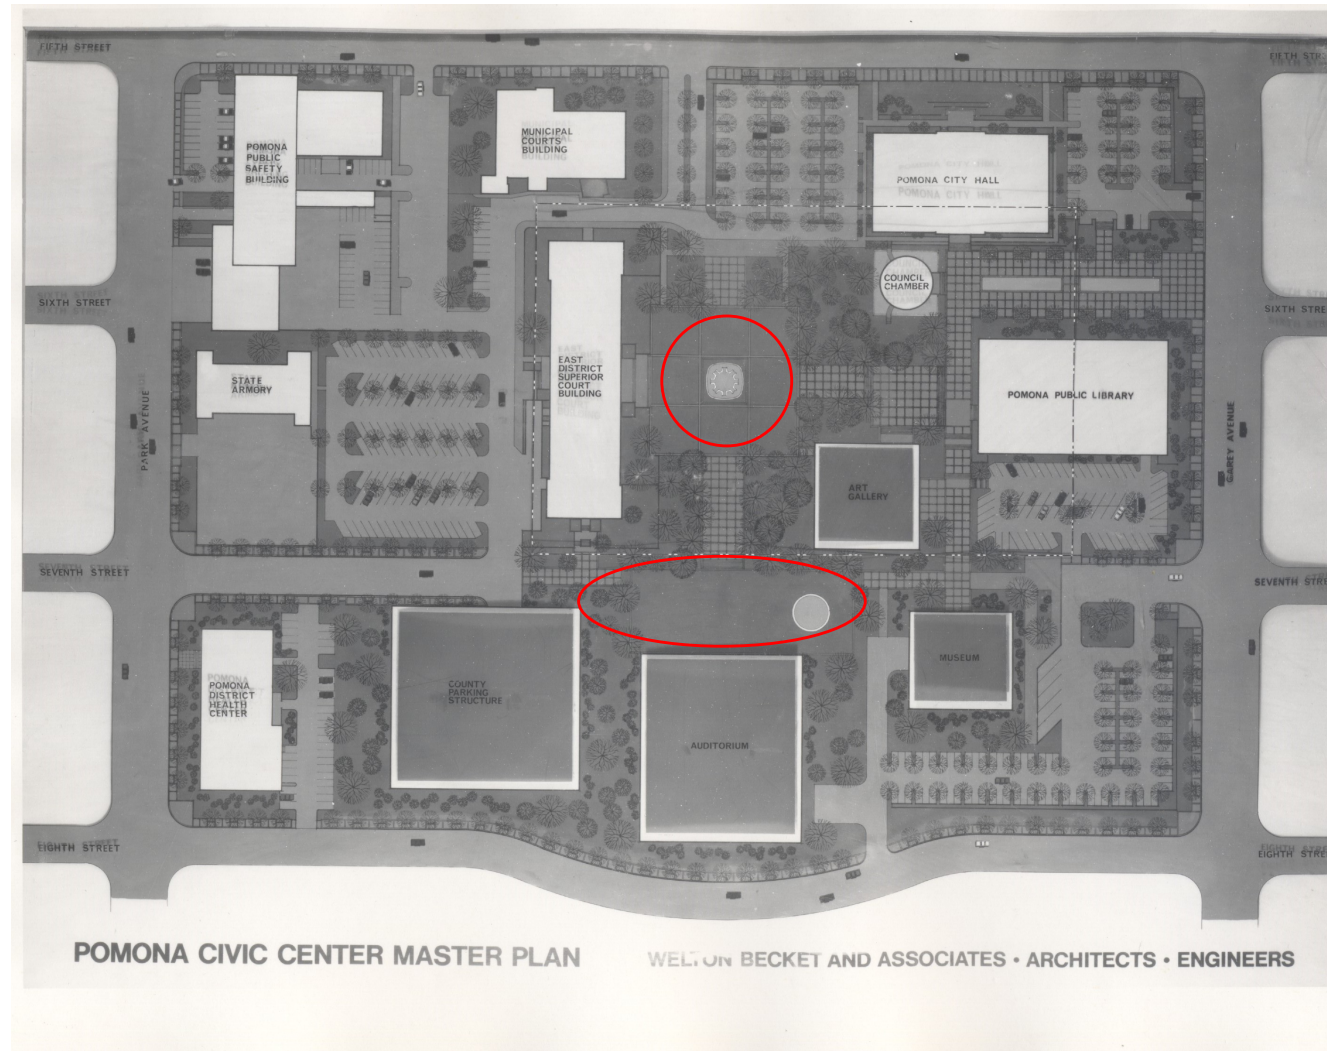 FIFTH STREET
FIFTH STR
POMONA
PUBLIC
SAFETY
BUILDING
MUNICIPAL
COURTS
BUILDING
POMONA CITY HALL
COUNCIL
CHAMBER
SIXTH STREET
SIXTH STRE
EAST
DISTRICT
SUPERIOR
COURT
BUILDING
STATE
ARMORY
POMONA PUBLIC LIBRARY
PARK AVENUE
GAREY AVENUE
ART
GALLERY
SEVENTH STREET
SEVENTH STRE
COUNTY
PARKING
STRUCTURE
MUSEUM
POMONA
DISTRICT
HEALTH
CENTER
AUDITORIUM
EIGHTH STREET
EIGHTH STREE
POMONA CIVIC CENTER MASTER PLAN
WELTON BECKET AND ASSOCIATES • ARCHITECTS • ENGINEERS